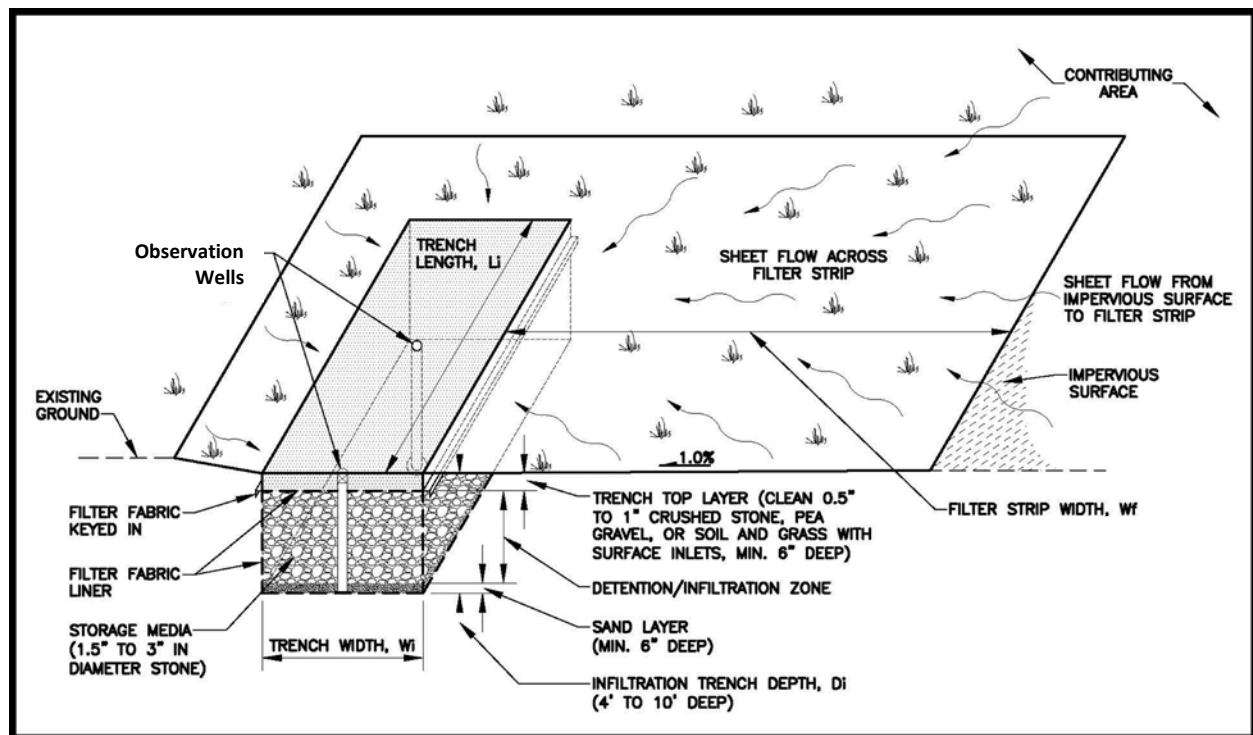 CONTRIBUTING
AREA
Observation
Wells
TRENCH
LENGTH, Li
SHEET FLOW ACROSS
FILTER STRIP
SHEET FLOW FROM
IMPERVIOUS SURFACE
TO FILTER STRIP
IMPERVIOUS
SURFACE
EXISTING
GROUND
1.0%
FILTER FABRIC
KEYED IN
TRENCH TOP LAYER (CLEAN 0.5"
TO 1" CRUSHED STONE, PEA
GRAVEL, OR SOIL AND GRASS WITH
SURFACE INLETS, MIN. 6" DEEP)
FILTER STRIP WIDTH, Wf
FILTER FABRIC
LINER
DETENTION/INFILTRATION ZONE
STORAGE MEDIA
(1.5" TO 3" IN
DIAMETER STONE)
TRENCH WIDTH, Wi
SAND LAYER
(MIN. 6" DEEP)
INFILTRATION TRENCH DEPTH, Di
(4' TO 10' DEEP)